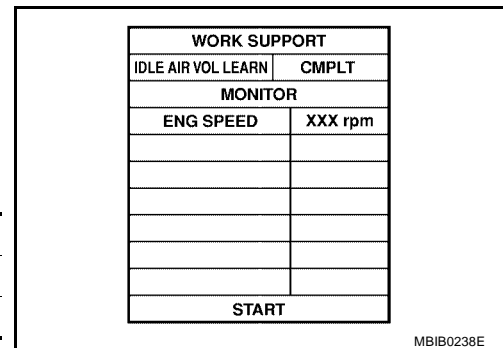 WORK SUPPORT
IDLE AIR VOL LEARN CMPLT
MONITOR
ENG SPEED XXX rpm
START
MBIB0238E